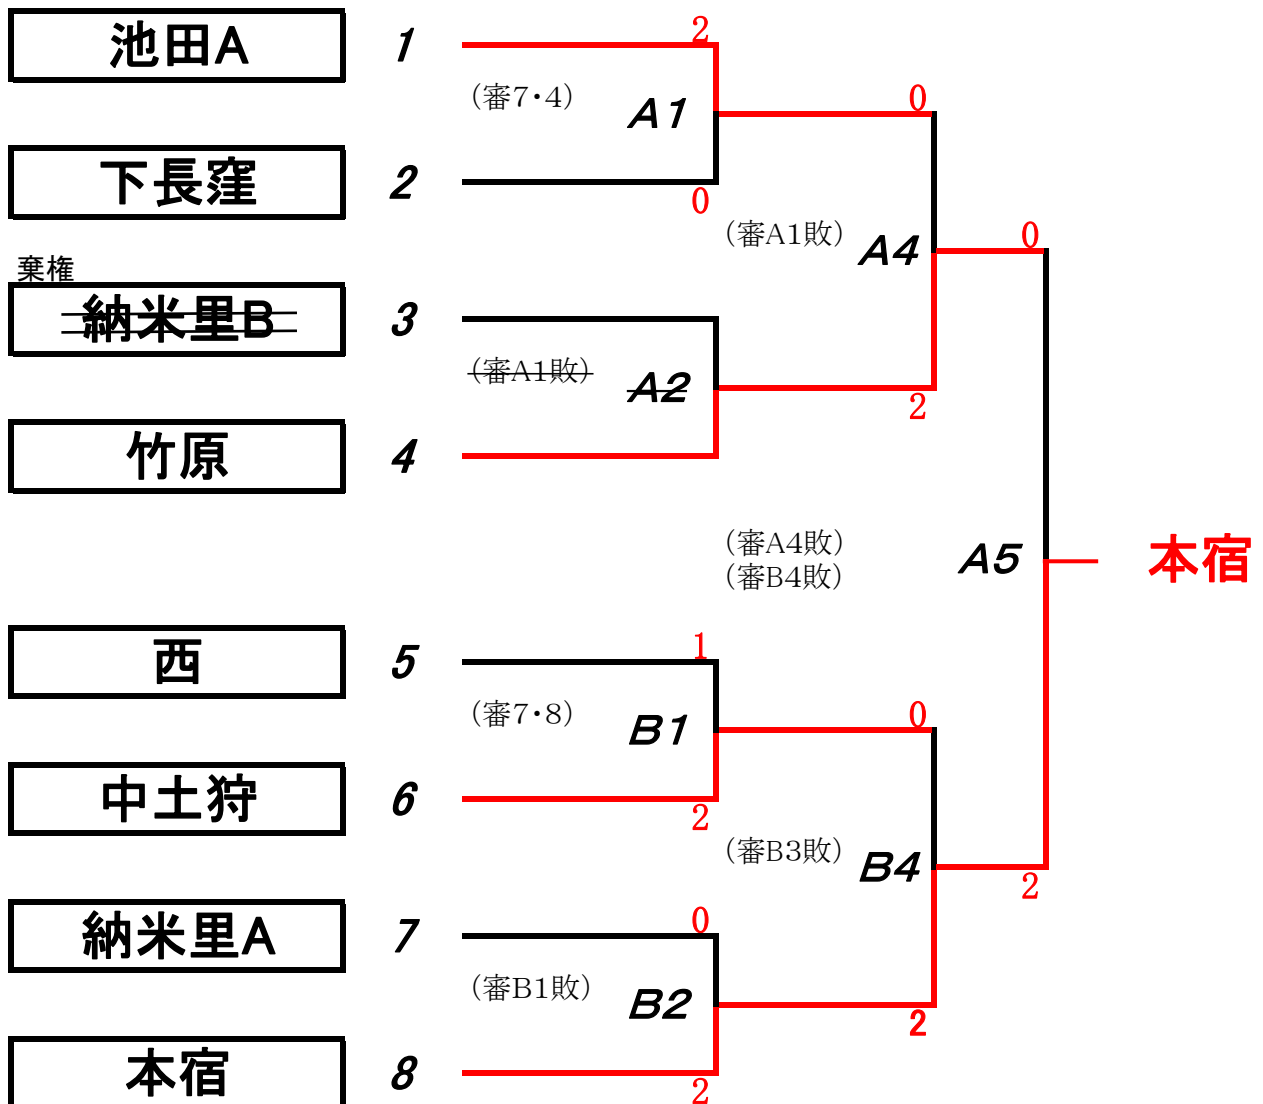 池田A 1 2
(審7・4) A1 0
下長窪 2 0
(審A1敗) A4 0
棄権
納米里B 3
(審A1敗) A2 2
竹原 4
(審A4敗)
(審B4敗) A5 本宿
西 5 1
(審7・8) B1 0
中土狩 6 2
(審B3敗) B4 2
納米里A 7 0
(審B1敗) B2 2
本宿 8 2